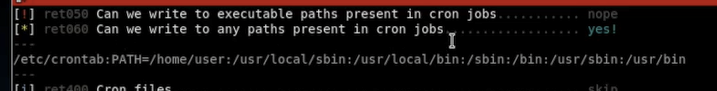 [!] ret050 Can we write to executable paths present in cron jobs........... nope
[*] ret060 Can we write to any paths present in cron jobs................... yes!
---
/etc/crontab:PATH=/home/user:/usr/local/sbin:/usr/local/bin:/sbin:/bin:/usr/sbin:/usr/bin
---
[i] ret400 Cron files skip